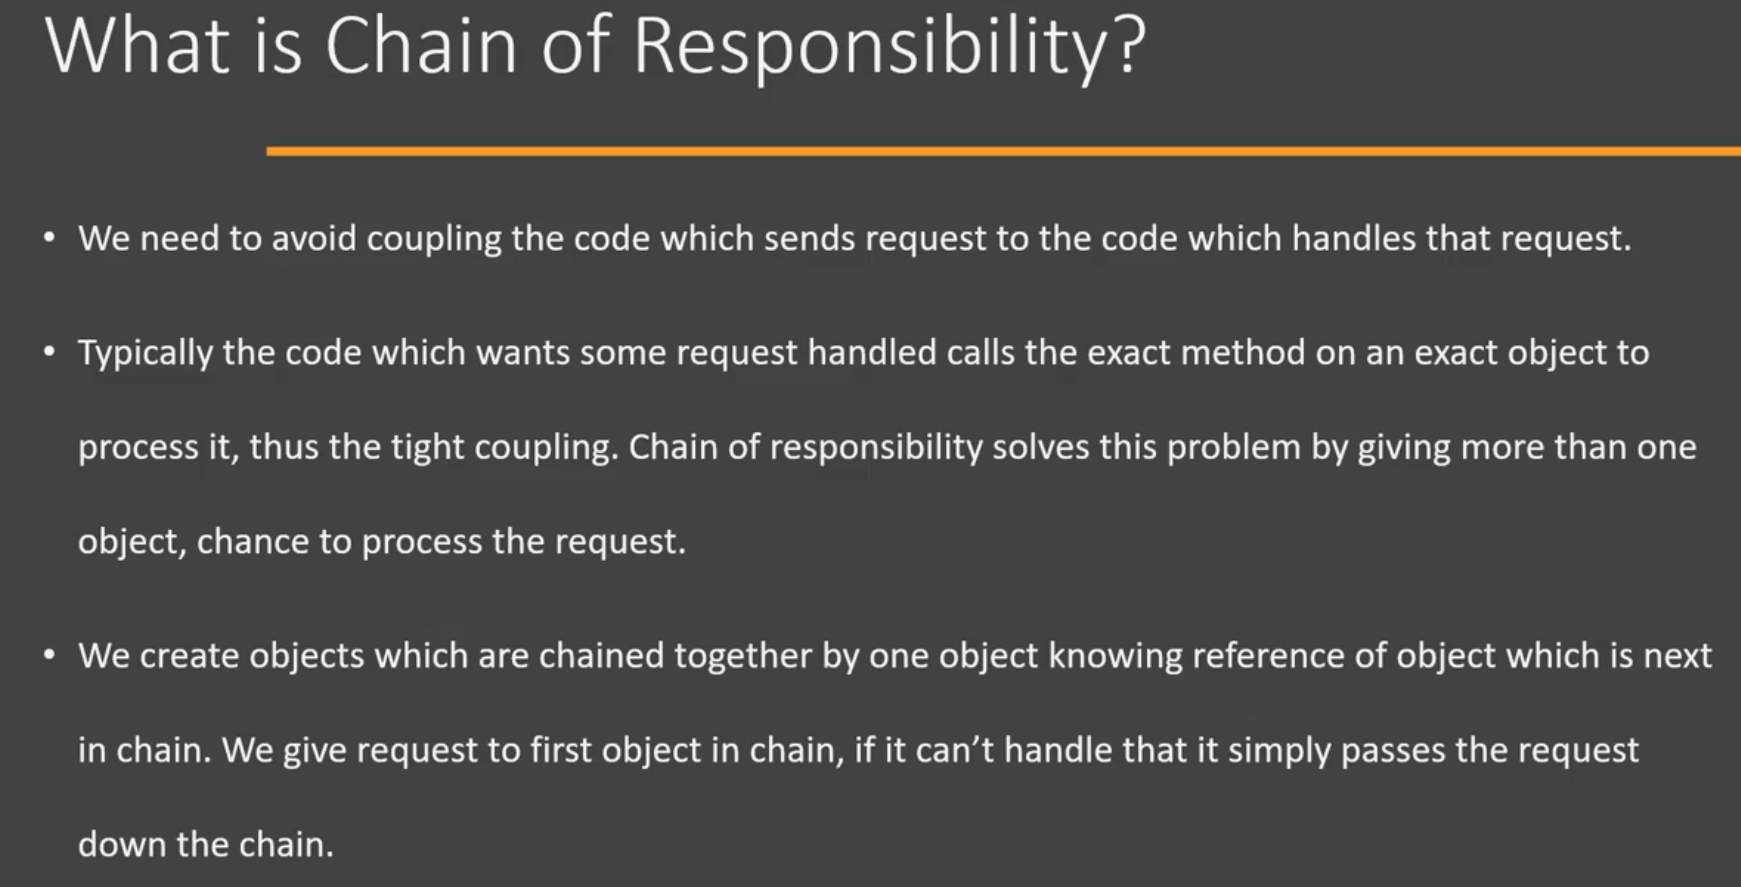 What is Chain of Responsibility?
• We need to avoid coupling the code which sends request to the code which handles that request.
• Typically the code which wants some request handled calls the exact method on an exact object to
process it, thus the tight coupling. Chain of responsibility solves this problem by giving more than one
object, chance to process the request.
• We create objects which are chained together by one object knowing reference of object which is next
in chain. We give request to first object in chain, if it can’t handle that it simply passes the request
down the chain.